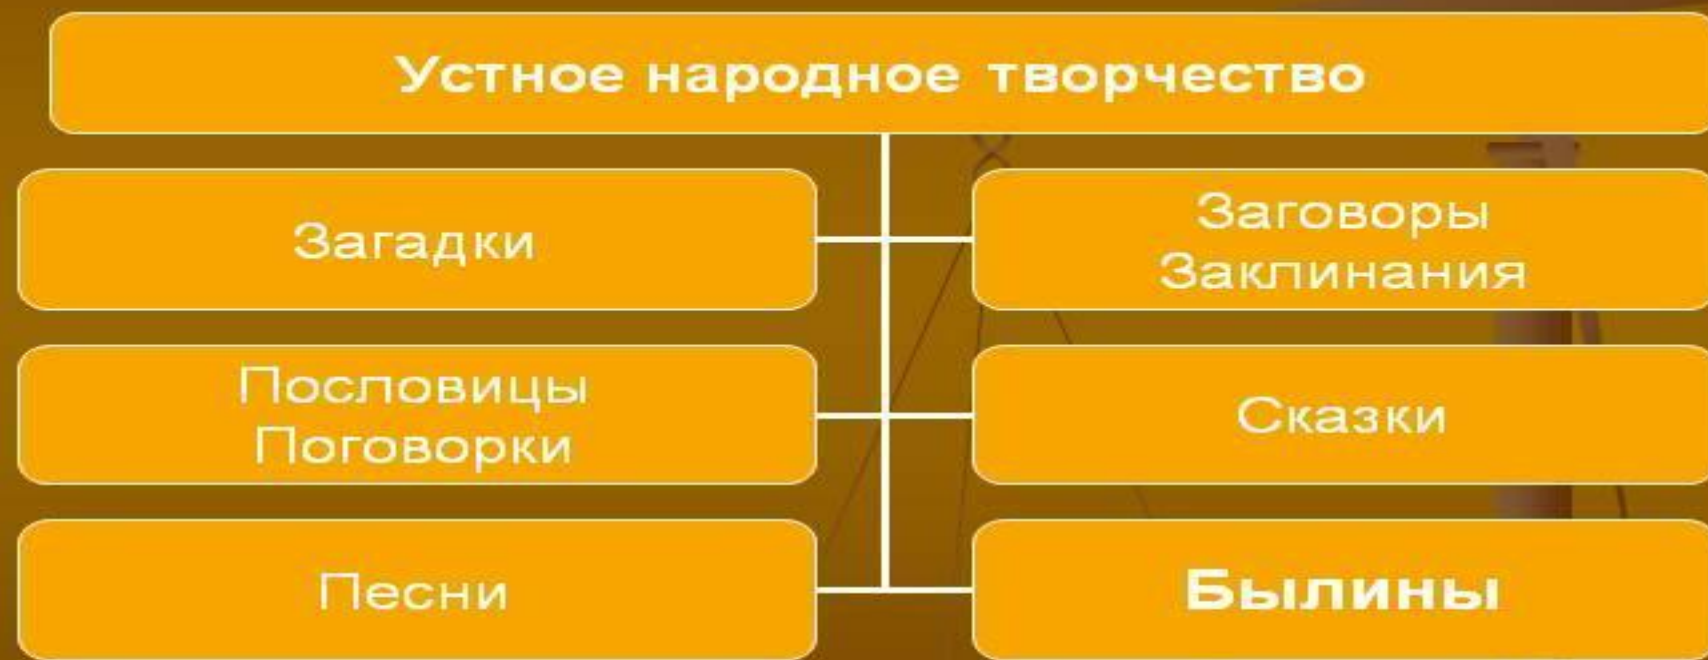 Устное народное творчество
Загадки
Заговоры
Заклинания
Пословицы
Поговорки
Сказки
Песни
Былины